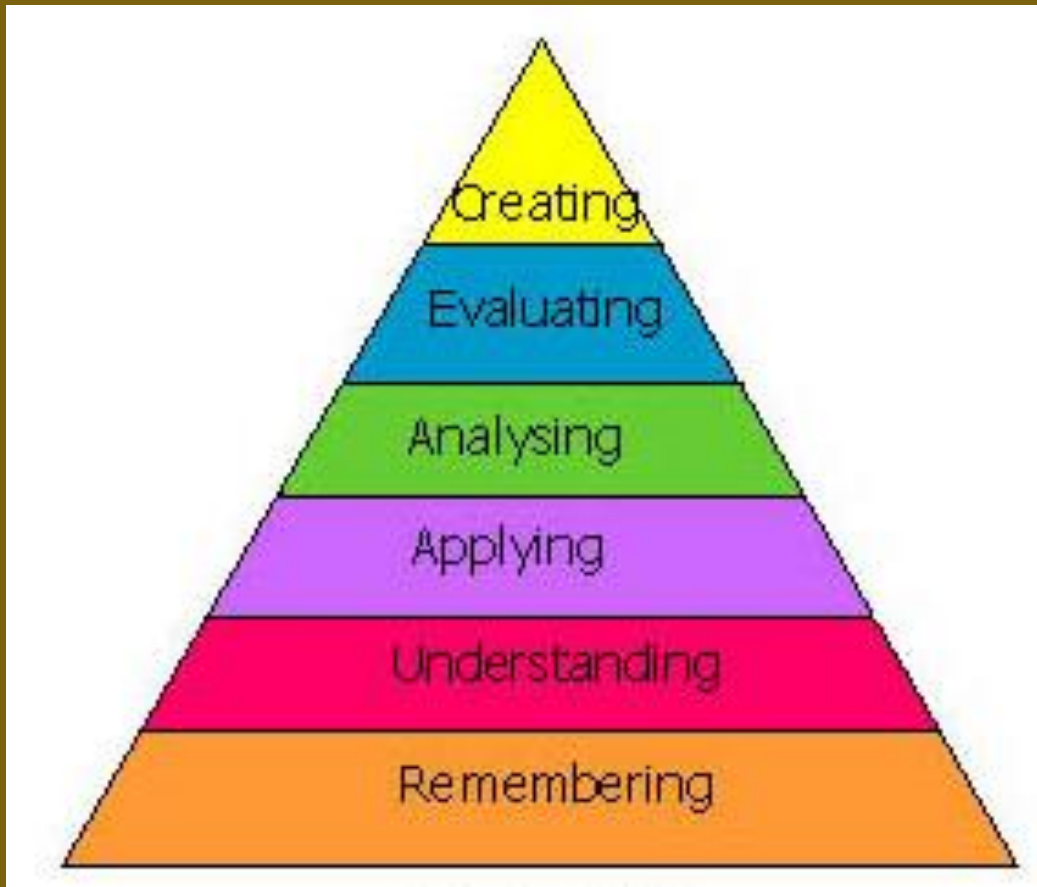 Creating
Evaluating
Analysing
Applying
Understanding
Remembering